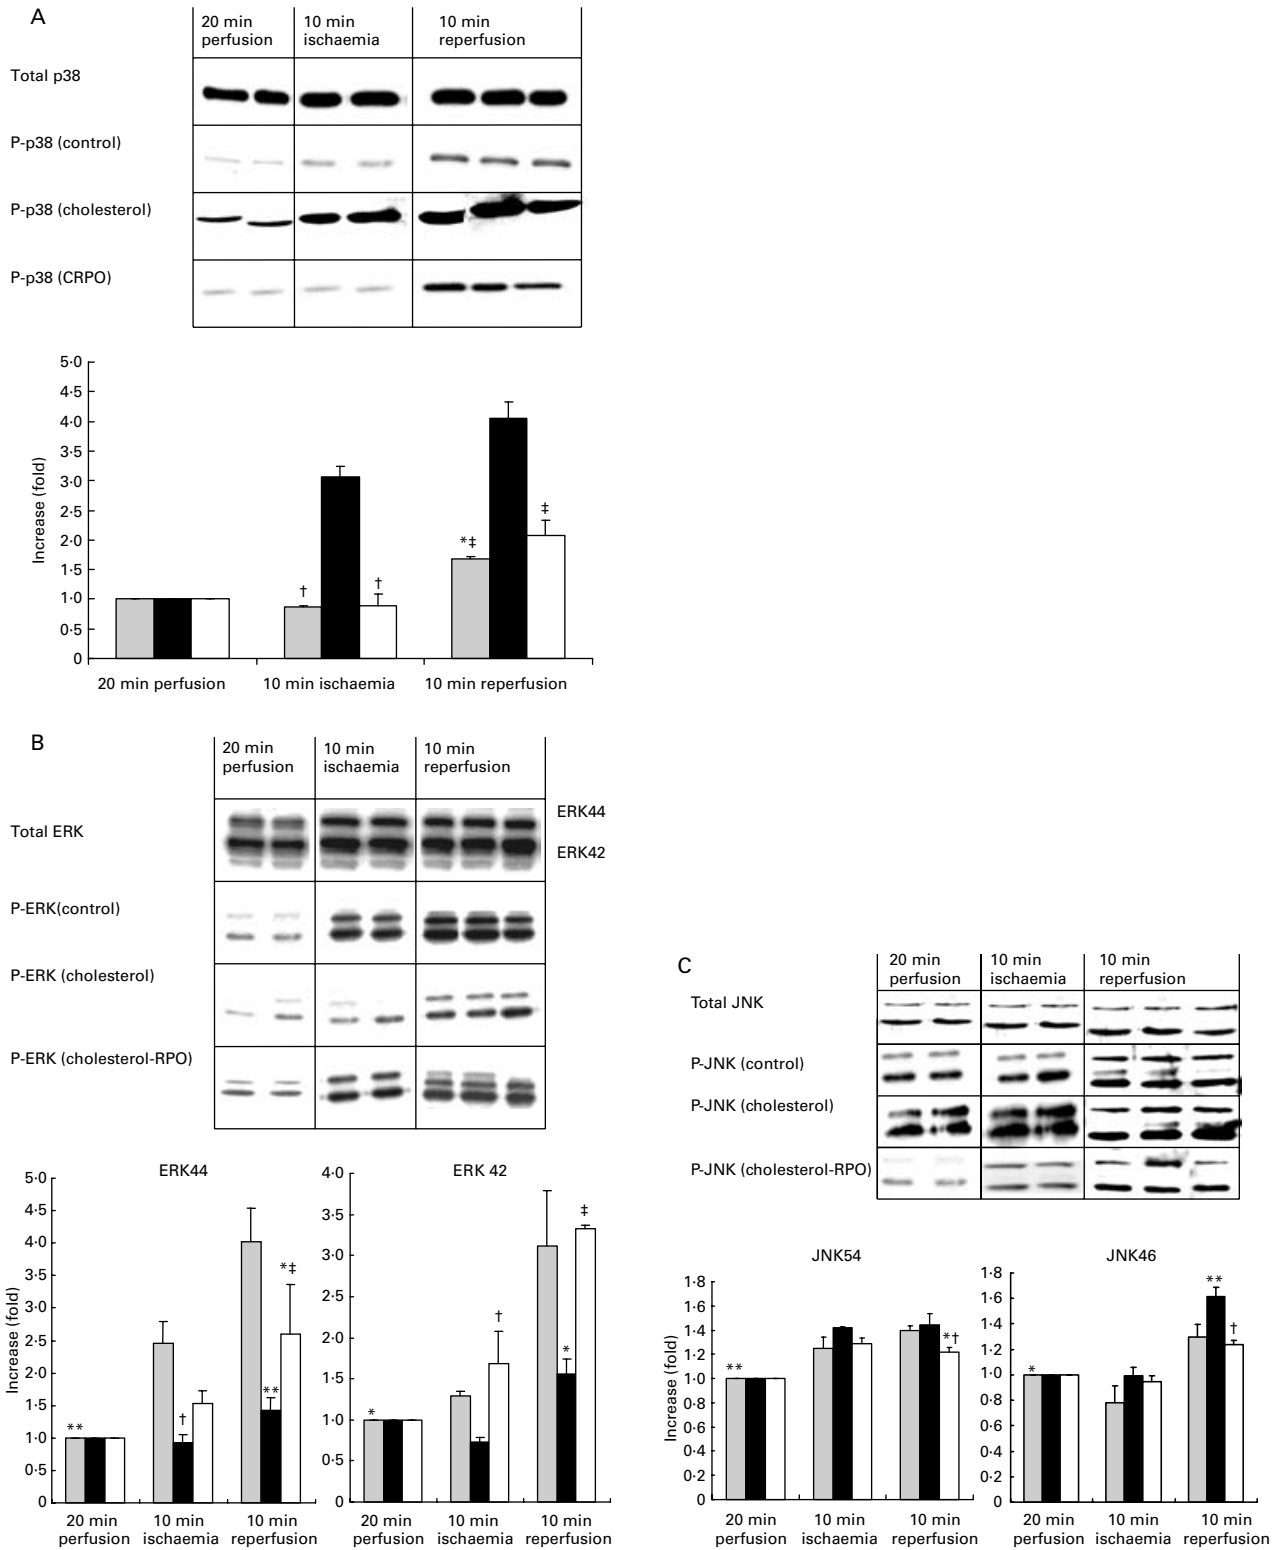 A
20 min
perfusion
10 min
ischaemia
10 min
reperfusion
Total p38
P-p38 (control)
P-p38 (cholesterol)
P-p38 (CRPO)
Increase (fold)
5·0
4·5
4·0
3·5
3·0
2·5
2·0
1·5
1·0
0·5
0
†
†
*‡
‡
20 min perfusion
10 min ischaemia
10 min reperfusion
B
20 min
perfusion
10 min
ischaemia
10 min
reperfusion
Total ERK
ERK44
ERK42
P-ERK(control)
P-ERK (cholesterol)
P-ERK (cholesterol-RPO)
ERK44
Increase (fold)
5·0
4·5
4·0
3·5
3·0
2·5
2·0
1·5
1·0
0·5
0
**
†
**
*‡
20 min
perfusion
10 min
ischaemia
10 min
reperfusion
ERK 42
4·0
3·5
3·0
2·5
2·0
1·5
1·0
0·5
0
*
†
*
‡
20 min
perfusion
10 min
ischaemia
10 min
reperfusion
C
20 min
perfusion
10 min
ischaemia
10 min
reperfusion
Total JNK
P-JNK (control)
P-JNK (cholesterol)
P-JNK (cholesterol-RPO)
JNK54
Increase (fold)
1·8
1·6
1·4
1·2
1·0
0·8
0·6
0·4
0·2
0
**
*†
20 min
perfusion
10 min
ischaemia
10 min
reperfusion
JNK46
1·8
1·6
1·4
1·2
1·0
0·8
0·6
0·4
0·2
0
*
**
†
20 min
perfusion
10 min
ischaemia
10 min
reperfusion